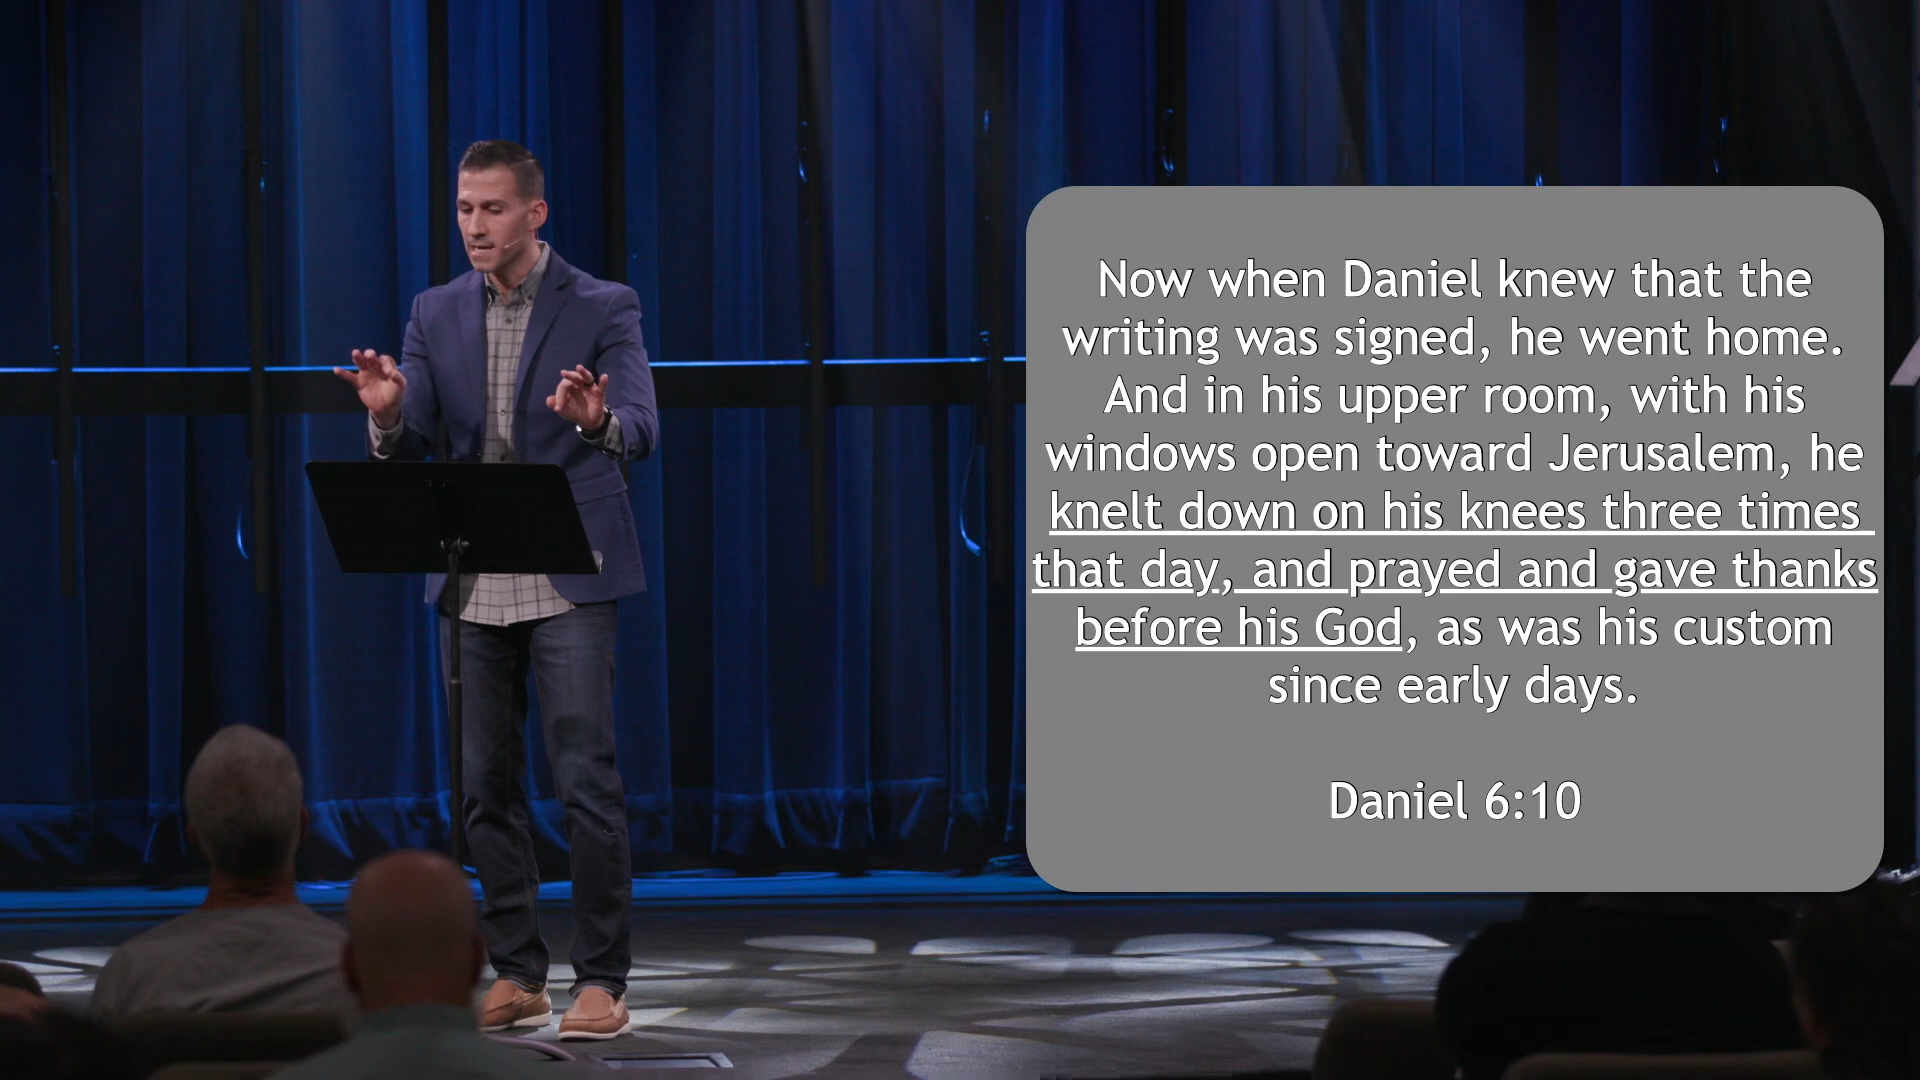 Now when Daniel knew that the
writing was signed, he went home.
And in his upper room, with his
windows open toward Jerusalem, he
knelt down on his knees three times
that day, and prayed and gave thanks
before his God, as was his custom
since early days.
Daniel 6:10